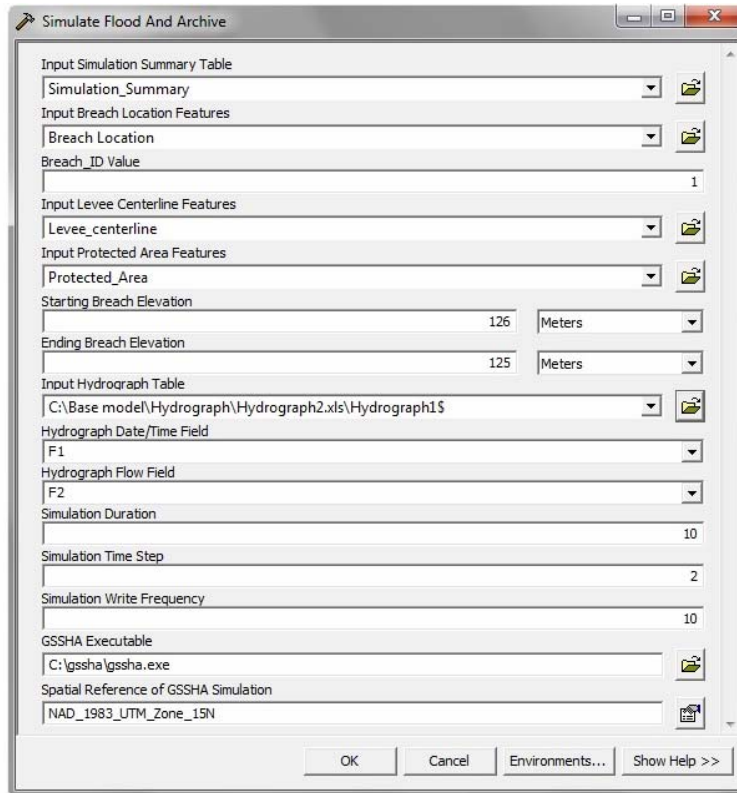 Simulate Flood And Archive
Input Simulation Summary Table
Simulation_Summary
Input Breach Location Features
Breach Location
Breach_ID Value
1
Input Levee Centerline Features
Levee_centerline
Input Protected Area Features
Protected_Area
Starting Breach Elevation
126 Meters
Ending Breach Elevation
125 Meters
Input Hydrograph Table
C:\Base model\Hydrograph\Hydrograph2.xls\Hydrograph1$
Hydrograph Date/Time Field
F1
Hydrograph Flow Field
F2
Simulation Duration
10
Simulation Time Step
2
Simulation Write Frequency
10
GSSHA Executable
C:\gssha\gssha.exe
Spatial Reference of GSSHA Simulation
NAD_1983_UTM_Zone_15N
OK Cancel Environments... Show Help >>